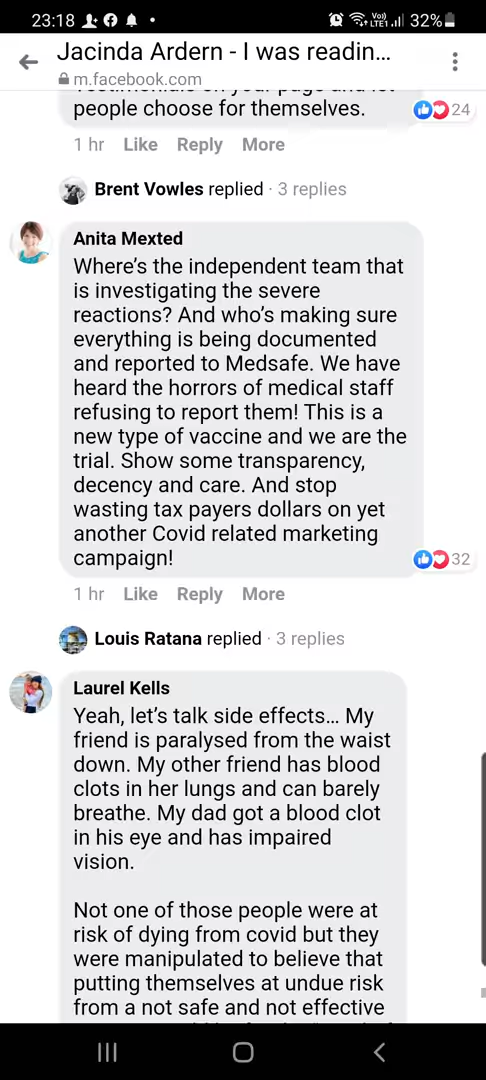 23:18
Vo))
LTE1
32%
Jacinda Ardern - I was readin...
m.facebook.com
Testimonials on your page and let
people choose for themselves.
24
1 hr Like Reply More
Brent Vowles replied · 3 replies
Anita Mexted
Where's the independent team that
is investigating the severe
reactions? And who's making sure
everything is being documented
and reported to Medsafe. We have
heard the horrors of medical staff
refusing to report them! This is a
new type of vaccine and we are the
trial. Show some transparency,
decency and care. And stop
wasting tax payers dollars on yet
another Covid related marketing
campaign!
32
1 hr Like Reply More
Louis Ratana replied · 3 replies
Laurel Kells
Yeah, let's talk side effects... My
friend is paralysed from the waist
down. My other friend has blood
clots in her lungs and can barely
breathe. My dad got a blood clot
in his eye and has impaired
vision.
Not one of those people were at
risk of dying from covid but they
were manipulated to believe that
putting themselves at undue risk
from a not safe and not effective